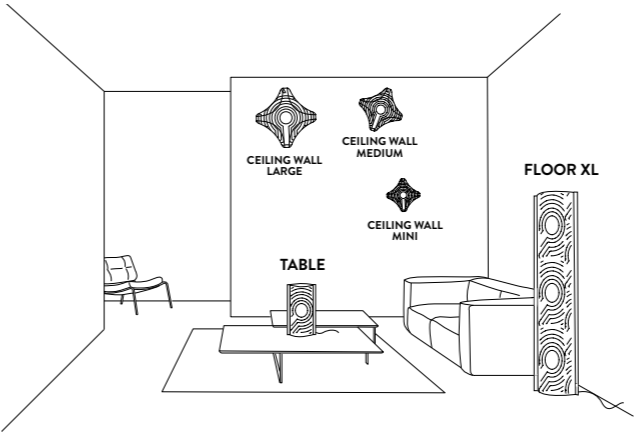 CEILING WALL
LARGE
CEILING WALL
MEDIUM
CEILING WALL
MINI
FLOOR XL
TABLE